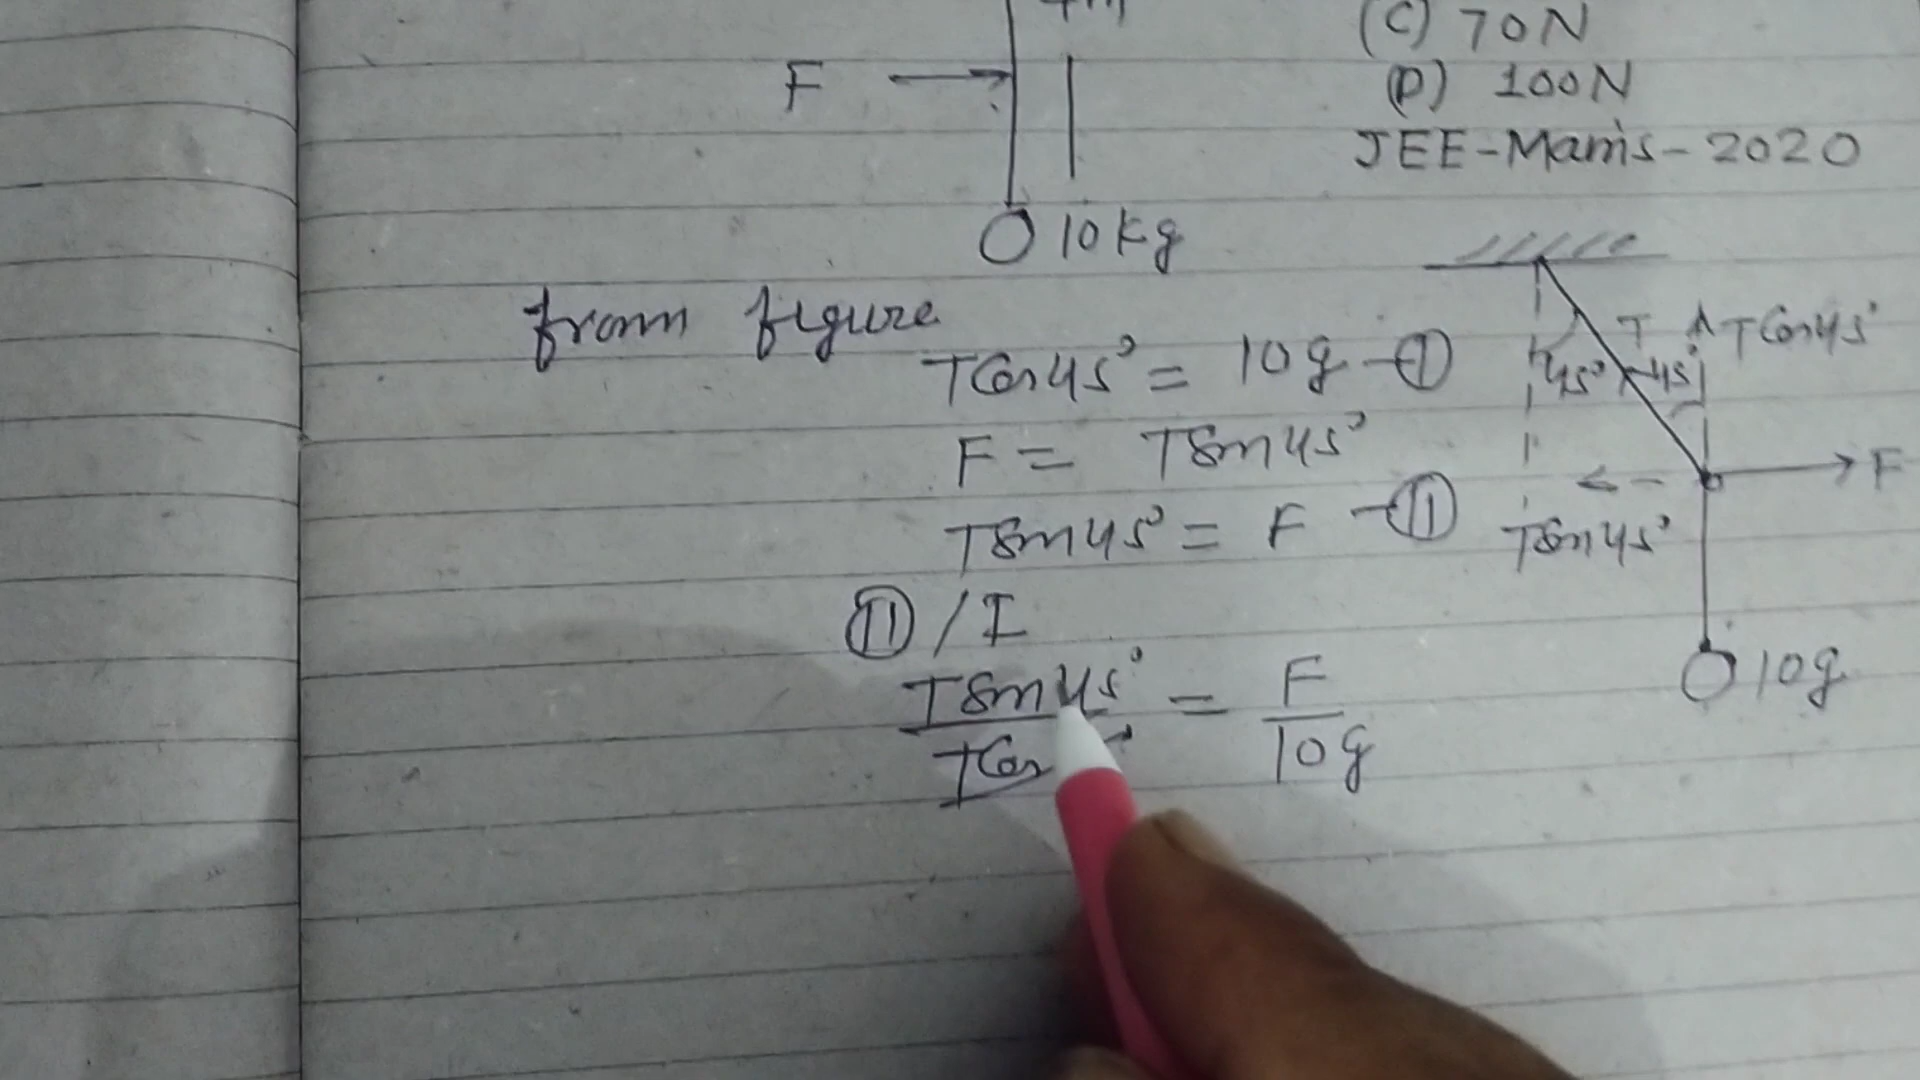 (C) 70N
F
(D) 100N
JEE-Mains-2020
10kg
from figure
TCos45° = 10g - I
T
TCos45°
45°
45°
F = TSin45°
F
TSin45° = F - II
TSin45°
II / I
TSin45° = F
10g
TCos
10g